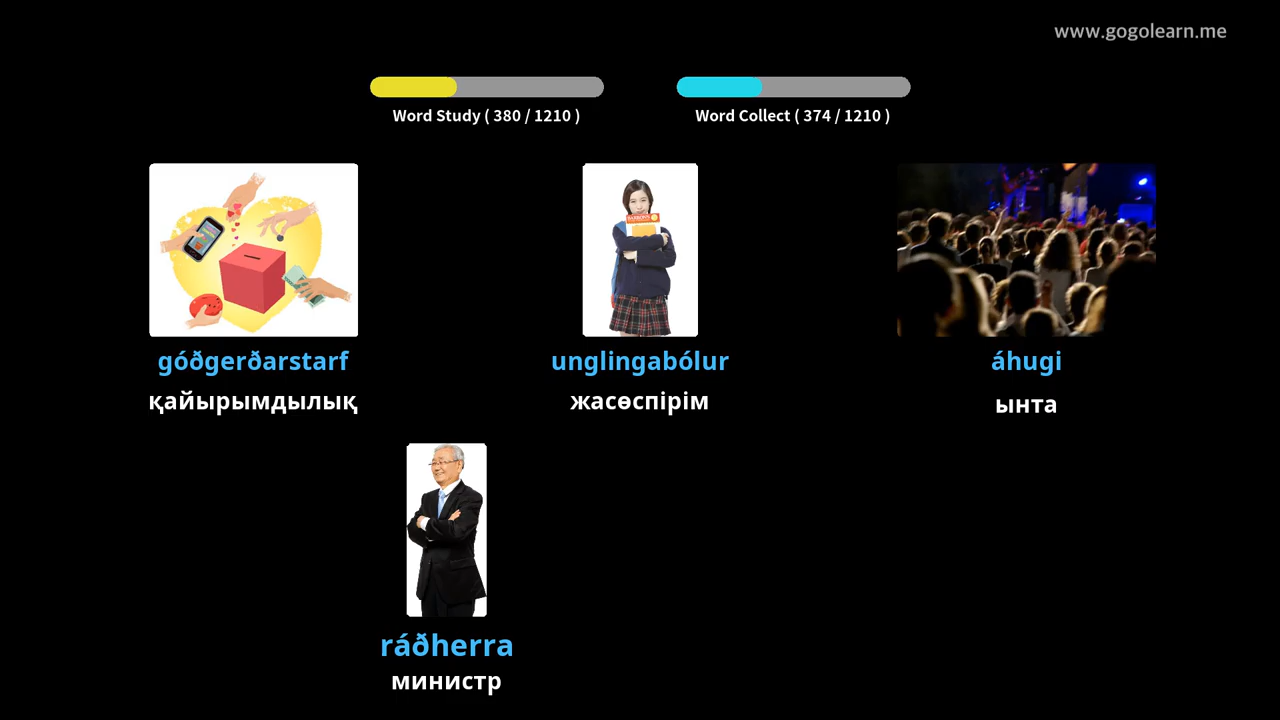 www.gogolearn.me
Word Study ( 380 / 1210 )
Word Collect ( 374 / 1210 )
góðgerðarstarf
қайырымдылық
unglingabólur
жасөспірім
áhugi
ынта
ráðherra
министр